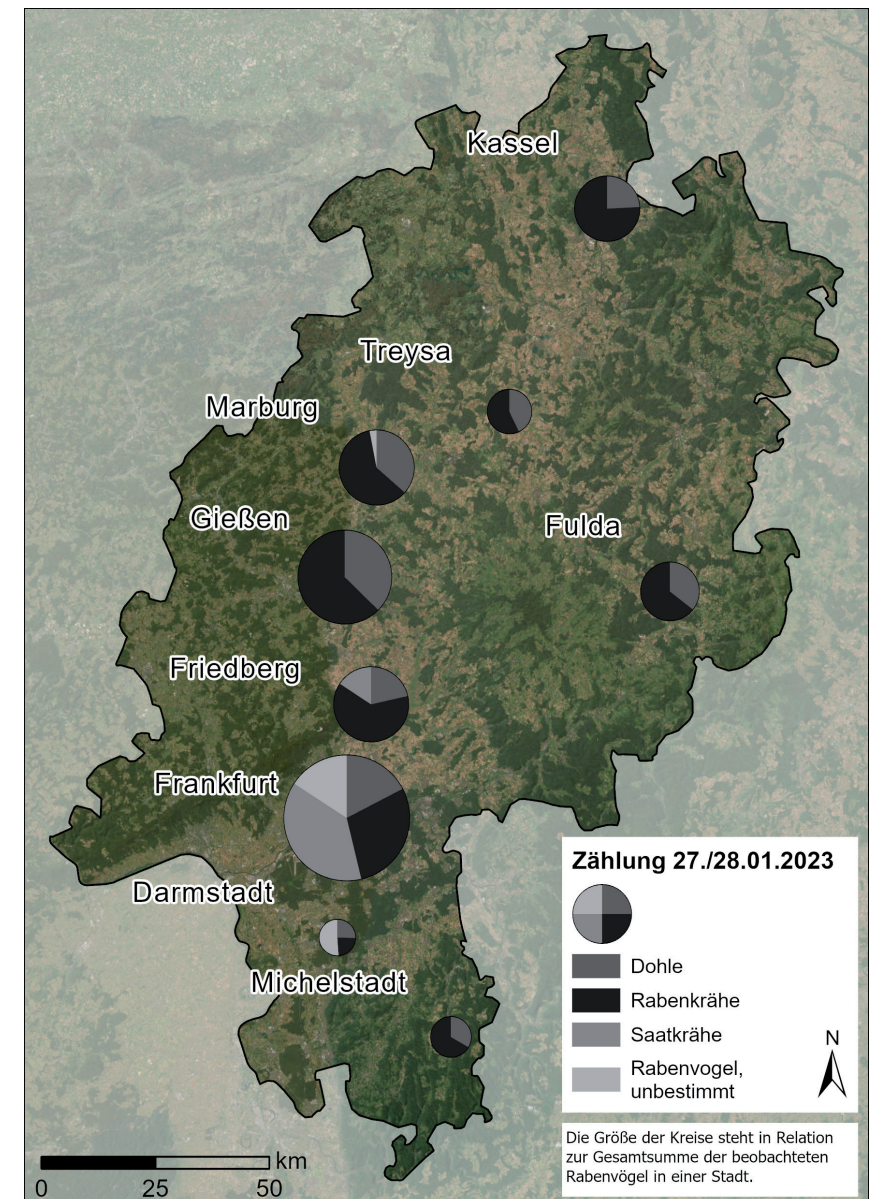 Kassel
Treysa
Marburg
Gießen
Fulda
Friedberg
Frankfurt
Darmstadt
Michelstadt
Zählung 27./28.01.2023
Dohle
Rabenkrähe
Saatkrähe
Rabenvogel,
unbestimmt
N
Die Größe der Kreise steht in Relation
zur Gesamtsumme der beobachteten
Rabenvögel in einer Stadt.
km
0 25 50